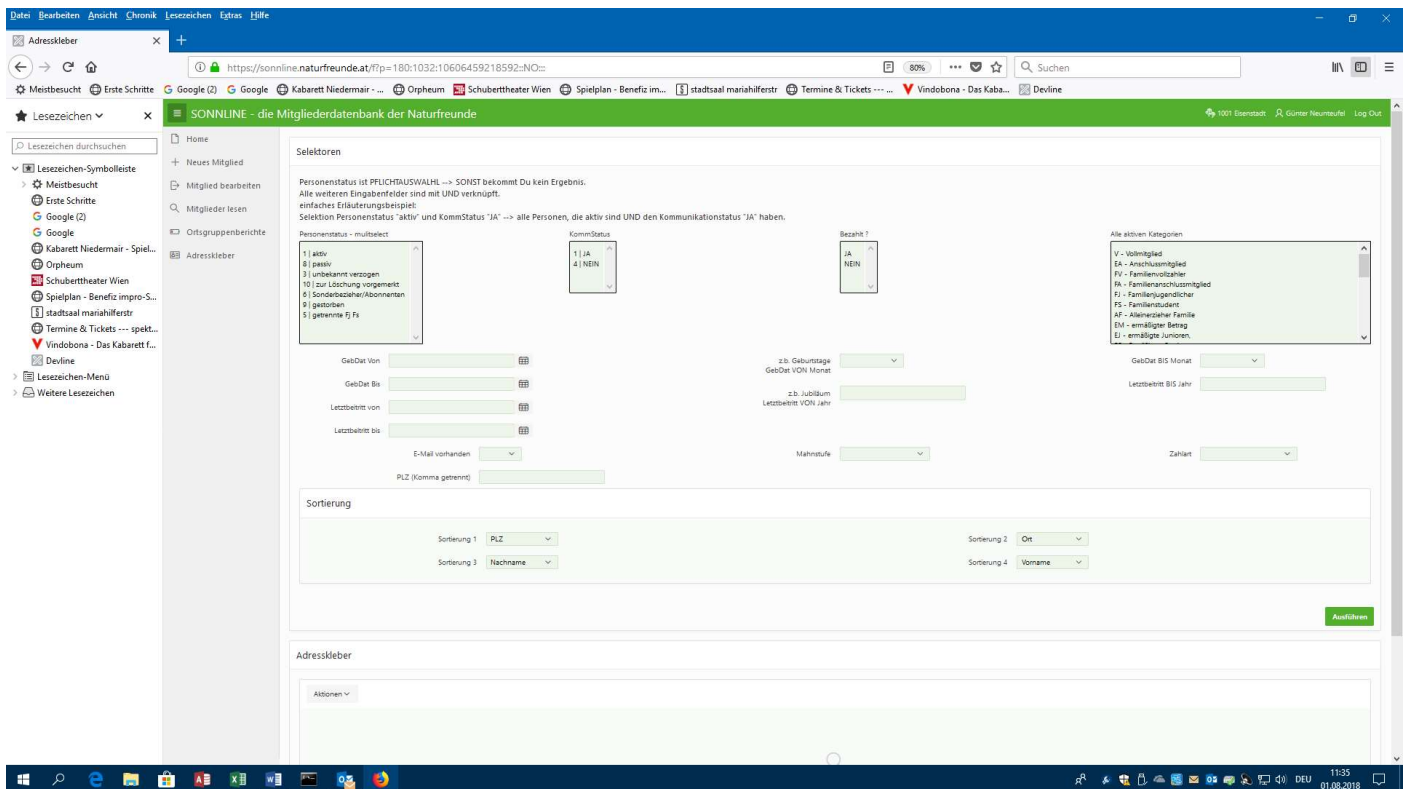 Datei Bearbeiten Ansicht Chronik Lesezeichen Extras Hilfe
Adresskleber
https://sonnline.naturfreunde.at/f?p=180:1032:10606459218592::NO:::
80%
Suchen
Meistbesucht Erste Schritte Google (2) Google Kabarett Niedermair - ... Orpheum Schuberttheater Wien Spielplan - Benefiz im... stadtsaal mariahilferstr Termine & Tickets --- ... Vindobona - Das Kaba... Devline
Lesezeichen
Lesezeichen durchsuchen
Lesezeichen-Symbolleiste
Meistbesucht
Erste Schritte
Google (2)
Google
Kabarett Niedermair - Spiel...
Orpheum
Schuberttheater Wien
Spielplan - Benefiz impro-S...
stadtsaal mariahilferstr
Termine & Tickets --- spekt...
Vindobona - Das Kabarett f...
Devline
Lesezeichen-Menü
Weitere Lesezeichen
SONNLINE - die Mitgliederdatenbank der Naturfreunde
1001 Eisenstadt Günter Neunteufel Log Out
Home
Neues Mitglied
Mitglied bearbeiten
Mitglieder lesen
Ortsgruppenberichte
Adresskleber
Selektoren
Personenstatus ist PFLICHTAUSWALHL --> SONST bekommt Du kein Ergebnis.
Alle weiteren Eingabenfelder sind mit UND verknüpft.
einfaches Erläuterungsbeispiel:
Selektion Personenstatus "aktiv" und KommStatus "JA" --> alle Personen, die aktiv sind UND den Kommunikationstatus "JA" haben.
Personenstatus - mulitselect
1 | aktiv
8 | passiv
3 | unbekannt verzogen
10 | zur Löschung vorgemerkt
6 | Sonderbezieher/Abonnenten
9 | gestorben
5 | getrennte Fj Fs
KommStatus
1 | JA
4 | NEIN
Bezahlt ?
JA
NEIN
Alle aktiven Kategorien
V - Vollmitglied
EA - Anschlussmitglied
FV - Familienvollzahler
FA - Familienanschlussmitglied
FJ - Familienjugendlicher
FS - Familienstudent
AF - Alleinerzieher Familie
EM - ermäßigter Betrag
EJ - ermäßigte Junioren,
GebDat Von
z.b. Geburtstage
GebDat VON Monat
GebDat BIS Monat
GebDat Bis
z.b. Jubiläum
Letztbeitritt VON Jahr
Letztbeitritt BIS Jahr
Letztbeitritt von
Letztbeitritt bis
E-Mail vorhanden
Mahnstufe
Zahlart
PLZ (Komma getrennt)
Sortierung
Sortierung 1 PLZ
Sortierung 2 Ort
Sortierung 3 Nachname
Sortierung 4 Vorname
Ausführen
Adresskleber
Aktionen
DEU
11:35
01.08.2018